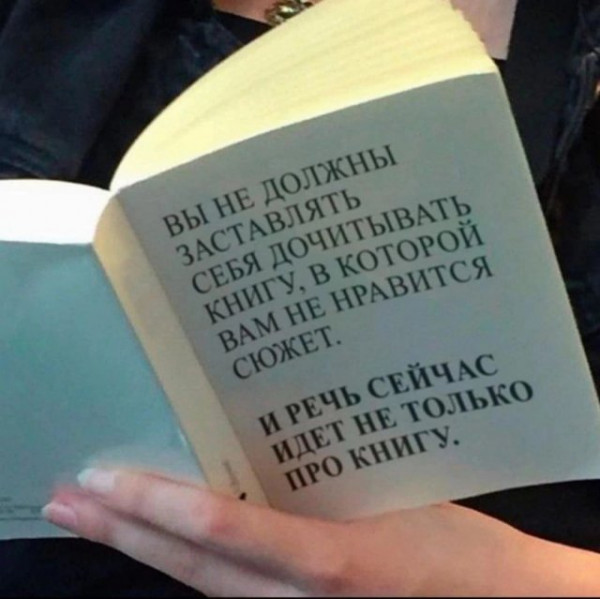 ВЫ НЕ ДОЛЖНЫ
ЗАСТАВЛЯТЬ
СЕБЯ ДОЧИТЫВАТЬ
КНИГУ, В КОТОРОЙ
ВАМ НЕ НРАВИТСЯ
СЮЖЕТ.
И РЕЧЬ СЕЙЧАС
ИДЕТ НЕ ТОЛЬКО
ПРО КНИГУ.